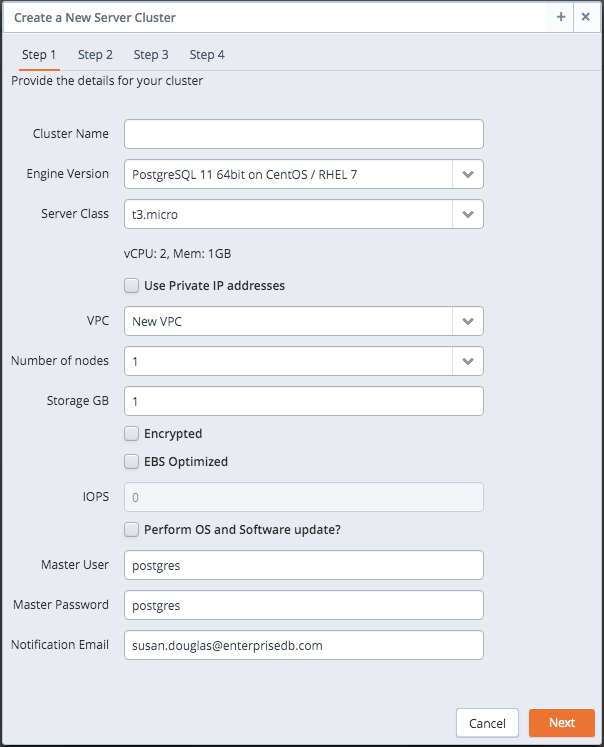 Create a New Server Cluster
Step 1 Step 2 Step 3 Step 4
Provide the details for your cluster
Cluster Name
Engine Version PostgreSQL 11 64bit on CentOS / RHEL 7
Server Class t3.micro
vCPU: 2, Mem: 1GB
Use Private IP addresses
VPC New VPC
Number of nodes 1
Storage GB 1
Encrypted
EBS Optimized
IOPS 0
Perform OS and Software update?
Master User postgres
Master Password postgres
Notification Email susan.douglas@enterprisedb.com
Cancel Next